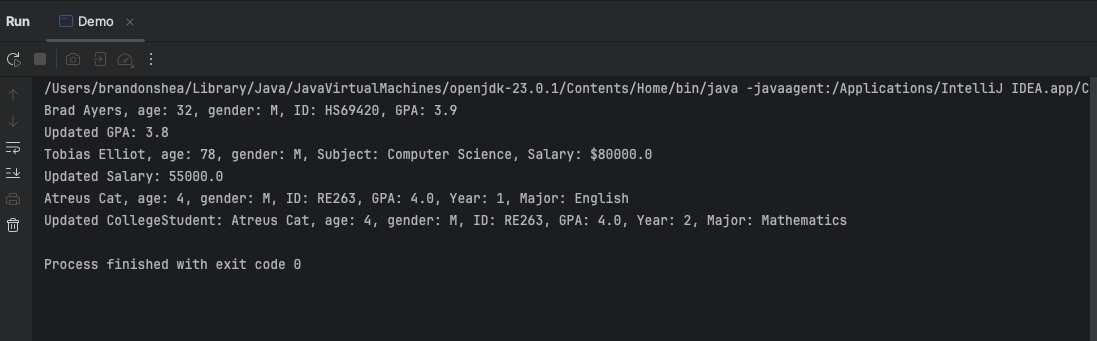 Run Demo
/Users/brandonshea/Library/Java/JavaVirtualMachines/openjdk-23.0.1/Contents/Home/bin/java -javaagent:/Applications/IntelliJ IDEA.app/C
Brad Ayers, age: 32, gender: M, ID: HS69420, GPA: 3.9
Updated GPA: 3.8
Tobias Elliot, age: 78, gender: M, Subject: Computer Science, Salary: $80000.0
Updated Salary: 55000.0
Atreus Cat, age: 4, gender: M, ID: RE263, GPA: 4.0, Year: 1, Major: English
Updated CollegeStudent: Atreus Cat, age: 4, gender: M, ID: RE263, GPA: 4.0, Year: 2, Major: Mathematics
Process finished with exit code 0